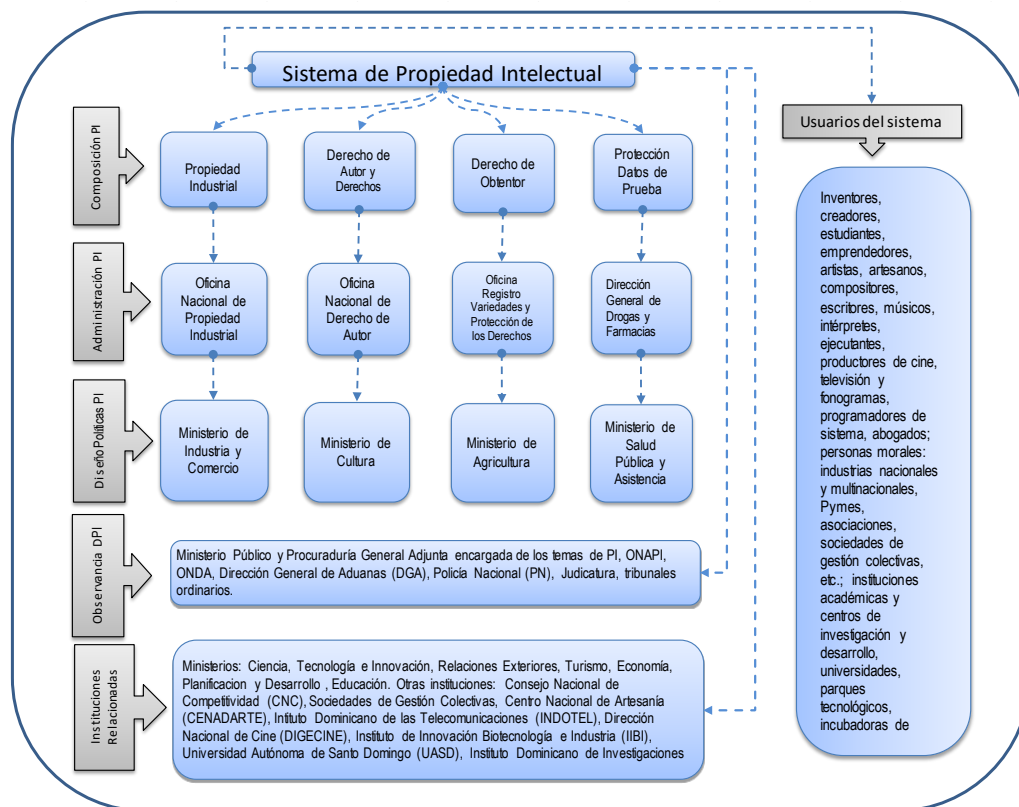 Sistema de Propiedad Intelectual
Usuarios del sistema
Composición PI
Propiedad
Industrial
Derecho
de Autor y
Derechos
Derecho de
Obtentor
Protección
Datos de
Prueba
Administración PI
Oficina
Nacional de
Propiedad
Industrial
Oficina
Nacional de
Derecho de
Autor
Oficina
Registro
Variedades y
Protección de
los Derechos
Dirección
General de
Drogas y
Farmacias
Diseño Políticas PI
Ministerio de
Industria y
Comercio
Ministerio de
Cultura
Ministerio de
Agricultura
Ministerio de
Salud
Pública y
Asistencia
Observancia DPI
Ministerio Público y Procuraduría General Adjunta encargada de los temas de PI, ONAPI,
ONDA, Dirección General de Aduanas (DGA), Policía Nacional (PN), Judicatura, tribunales
ordinarios.
Instituciones
Relacionadas
Ministerios: Ciencia, Tecnología e Innovación, Relaciones Exteriores, Turismo, Economía,
Planificacion y Desarrollo , Educación. Otras instituciones: Consejo Nacional de
Competitividad (CNC), Sociedades de Gestión Colectivas, Centro Nacional de Artesanía
(CENADARTE), Intituto Dominicano de las Telecomunicaciones (INDOTEL), Dirección
Nacional de Cine (DIGECINE), Instituto de Innovación Biotecnología e Industria (IIBI),
Universidad Autónoma de Santo Domingo (UASD), Instituto Dominicano de Investigaciones
Inventores,
creadores,
estudiantes,
emprendedores,
artistas, artesanos,
compositores,
escritores, músicos,
intérpretes,
ejecutantes,
productores de cine,
televisión y
fonogramas,
programadores de
sistema, abogados;
personas morales:
industrias nacionales
y multinacionales,
Pymes,
asociaciones,
sociedades de
gestión colectivas,
etc.; instituciones
académicas y
centros de
investigación y
desarrollo,
universidades,
parques
tecnológicos,
incubadoras de